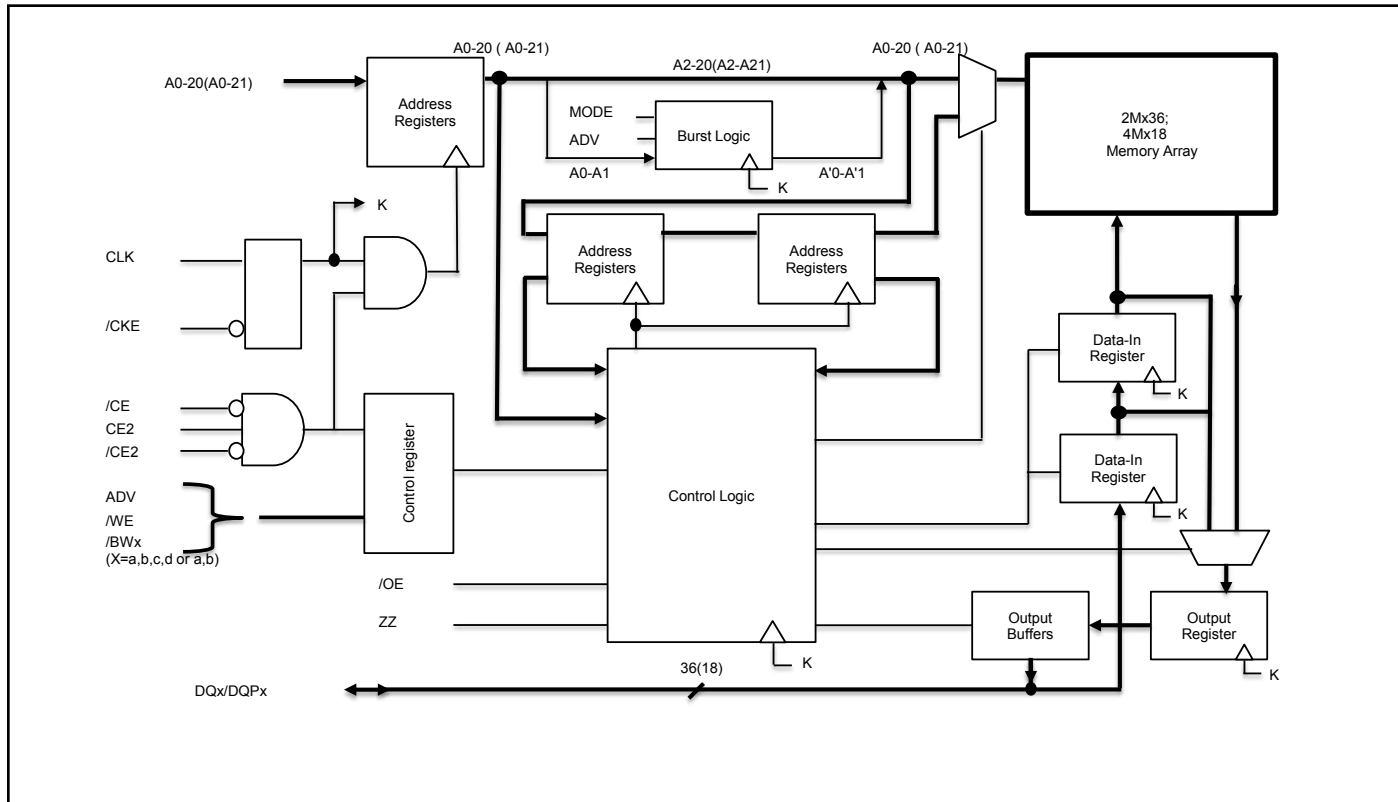 A0-20 ( A0-21)
A0-20 ( A0-21)
A2-20(A2-A21)
A0-20(A0-21)
Address
Registers
MODE
ADV
Burst Logic
A0-A1
A'0-A'1
K
2Mx36;
4Mx18
Memory Array
K
CLK
/CKE
Address
Registers
Address
Registers
Data-In
Register
K
/CE
CE2
/CE2
Control register
Data-In
Register
K
ADV
/WE
/BWx
(X=a,b,c,d or a,b)
Control Logic
/OE
ZZ
K
Output
Buffers
Output
Register
K
36(18)
DQx/DQPx